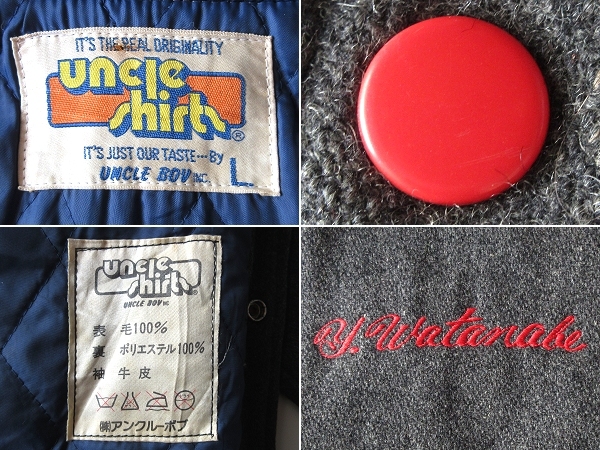 IT'S THE REAL ORIGINALITY
uncle
shirts®
IT'S JUST OUR TASTE---By
UNCLE BOV INC.
L
uncle
shirts
UNCLE BOV INC
表 毛100%
裏 ポリエステル100%
袖 牛皮
㈱アンクルーボブ
Y. Watanabe